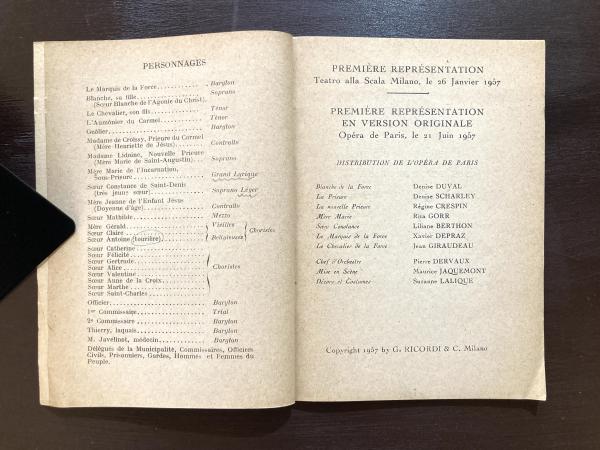 PERSONNAGES
Le Marquis de la Force............ Baryton
Blanche, sa fille................ Soprano
(Sœur Blanche de l'Agonie du Christ).
Le Chevalier, son fils............ Ténor
L'Aumônier du Carmel............ Ténor
Geôlier........................ Baryton
Madame de Croissy, Prieure du Carmel
(Mère Henriette de Jésus).......... Contralto
Madame Lidoine, Nouvelle Prieure
(Mère Marie de Saint-Augustin).... Soprano
Mère Marie de l'Incarnation,
Sous-Prieure.................... Grand Lyrique
Sœur Constance de Saint-Denis
(très jeune sœur)................ Soprano Léger
Mère Jeanne de l'Enfant Jésus
(Doyenne d'âge).................. Contralto
Sœur Mathilde.................. Mezzo
Mère Gérald.................... Vieilles
Sœur Claire.................... Choristes
Sœur Antoine (tourière).......... Religieuses
Sœur Catherine..................
Sœur Félicité....................
Sœur Gertrude..................
Sœur Alice...................... Choristes
Sœur Valentine..................
Sœur Anne de la Croix............
Sœur Marthe....................
Sœur Saint-Charles..............
Officier........................ Baryton
1er Commissaire................ Trial
2e Commissaire.................. Baryton
Thierry, laquais.................. Baryton
M. Javelinot, médecin............ Baryton
Délégués de la Municipalité, Commissaires, Officiers
Civils, Prisonniers, Gardes, Hommes et Femmes du
Peuple.
PREMIÈRE REPRÉSENTATION
Teatro alla Scala Milano, le 26 Janvier 1957
PREMIÈRE REPRÉSENTATION
EN VERSION ORIGINALE
Opéra de Paris, le 21 Juin 1957
DISTRIBUTION DE L'OPÉRA DE PARIS
Blanche de la Force Denise DUVAL
La Prieure Denise SCHARLEY
La nouvelle Prieure Régine CRESPIN
Mère Marie Rita GORR
Sœur Constance Liliane BERTHON
Le Marquis de la Force Xavier DEPRAZ
Le Chevalier de la Force Jean GIRAUDEAU
Chef d'Orchestre Pierre DERVAUX
Mise en Scène Maurice JAQUEMONT
Décors et Costumes Suzanne LALIQUE
Copyright 1957 by G. RICORDI & C. Milano